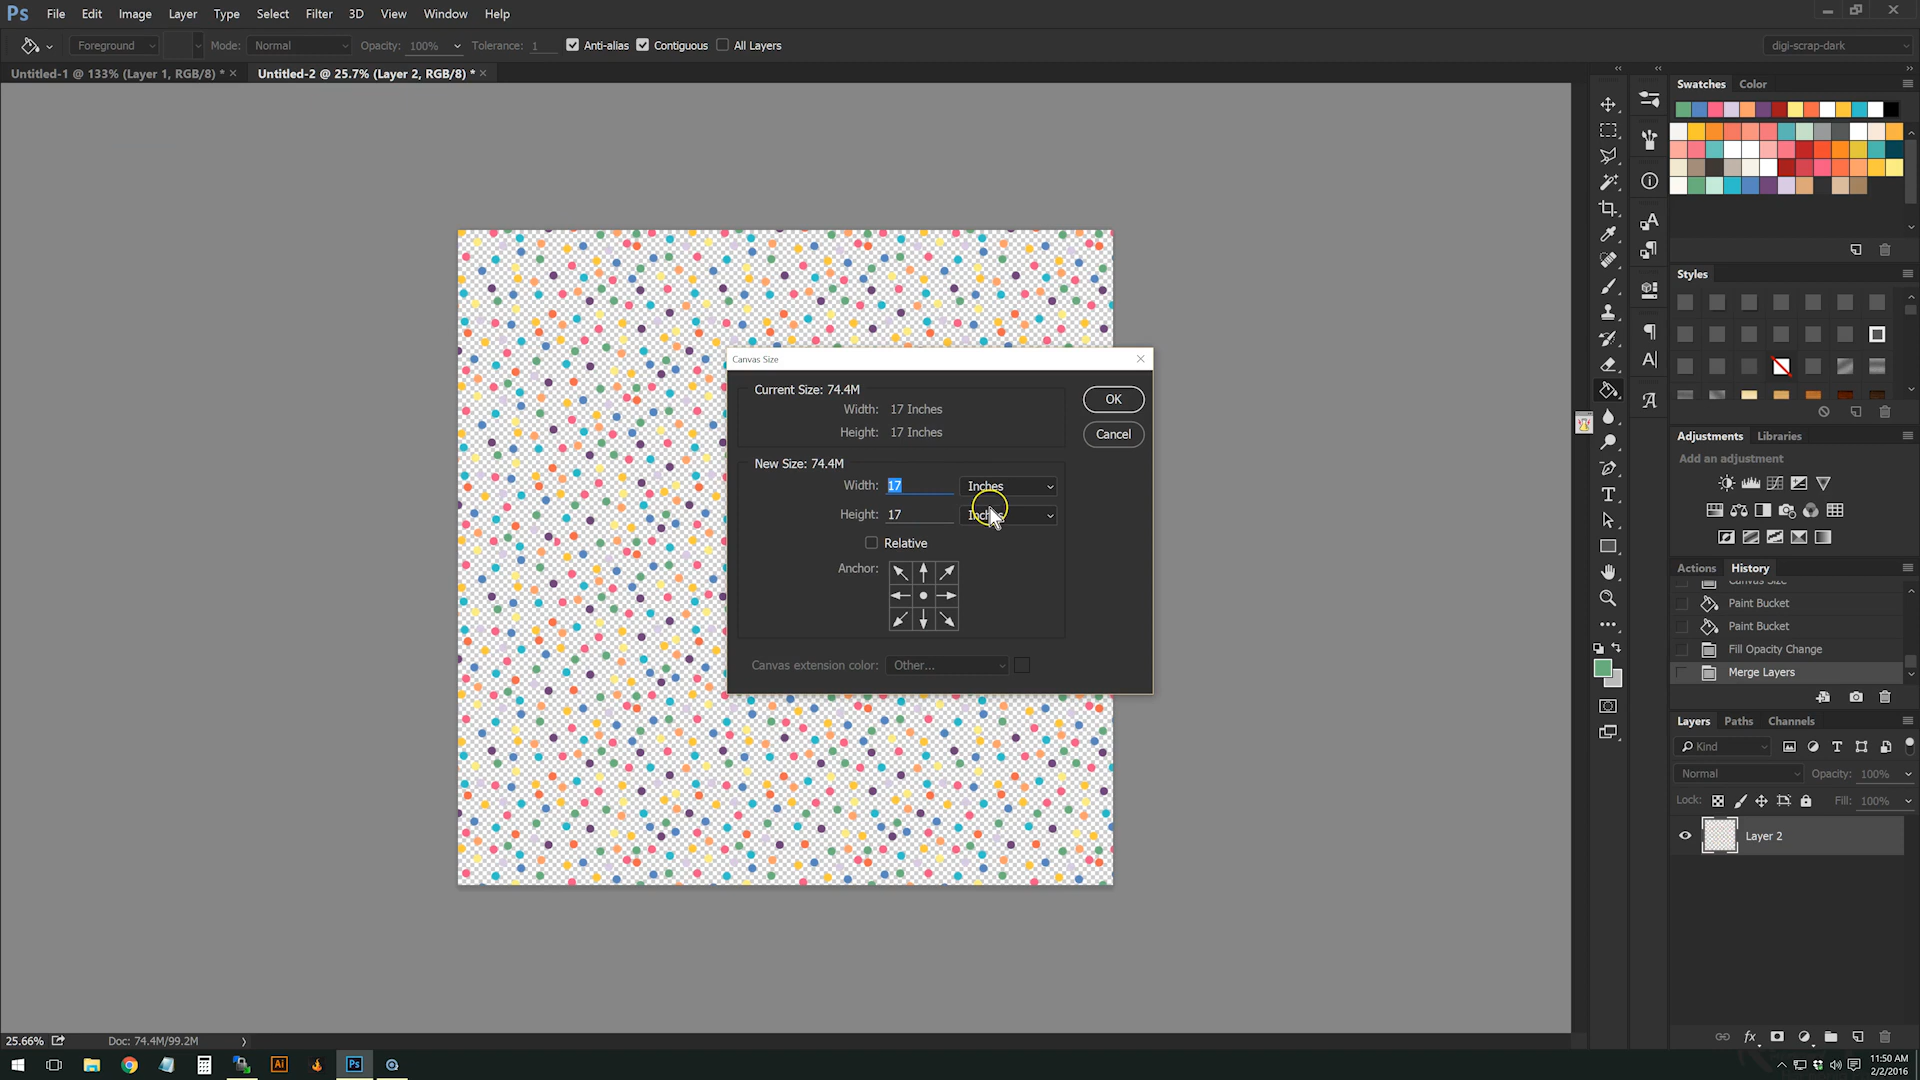 Ps File Edit Image Layer Type Select Filter 3D View Window Help
Foreground Mode: Normal Opacity: 100% Tolerance: 1 Anti-alias Contiguous All Layers digi-scrap-dark
Untitled-1 @ 133% (Layer 1, RGB/8) * × Untitled-2 @ 25.7% (Layer 2, RGB/8) * ×
Swatches Color
Styles
Canvas Size
Current Size: 74.4M
OK
Width: 17 Inches
Height: 17 Inches
Cancel
New Size: 74.4M
Width: 17 Inches
Height: 17 Inches
Relative
Anchor:
Canvas extension color: Other...
Adjustments Libraries
Add an adjustment
Actions History
Canvas Size
Paint Bucket
Paint Bucket
Fill Opacity Change
Merge Layers
Layers Paths Channels
Kind
Normal Opacity: 100%
Lock: Fill: 100%
Layer 2
fx
25.66% Doc: 74.4M/99.2M
Ai Ps
11:50 AM
2/2/2016